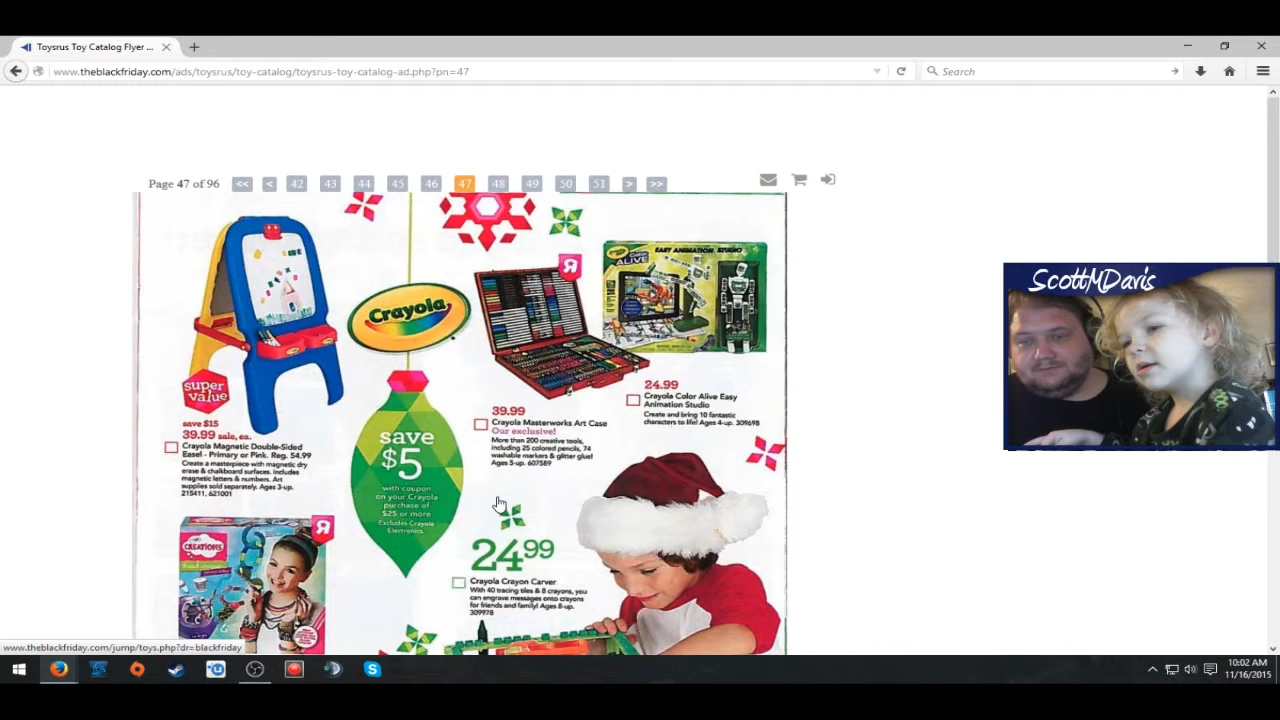 Toysrus Toy Catalog Flyer ...
www.theblackfriday.com/ads/toysrus/toy-catalog/toysrus-toy-catalog-ad.php?pn=47
Search
Page 47 of 96 << < 42 43 44 45 46 47 48 49 50 51 > >>
ScottMDavis
Crayola
super
value
save $15
39.99 sale, ea.
Crayola Magnetic Double-Sided
Easel - Primary or Pink. Reg. 54.99
Create a masterpiece with magnetic dry
erase & chalkboard surfaces. Includes
magnetic letters & numbers. Art
supplies sold separately. Ages 3-up.
215411, 621001
save
$5
with coupon
on your Crayola
purchase of
$25 or more
Excludes Crayola
Electronics.
R
39.99
Crayola Masterworks Art Case
Our exclusive!
More than 200 creative tools,
including 25 colored pencils, 74
washable markers & glitter glue!
Ages 5-up. 607589
Crayola
Color
ALIVE
EASY ANIMATION STUDIO
24.99
Crayola Color Alive Easy
Animation Studio
Create and bring 10 fantastic
characters to life! Ages 4-up. 309698
CREATIONS
R
24.99
Crayola Crayon Carver
With 40 tracing tiles & 8 crayons, you
can engrave messages onto crayons
for friends and family! Ages 8-up.
309978
www.theblackfriday.com/jump/toys.php?dr=blackfriday
10:02 AM
11/16/2015